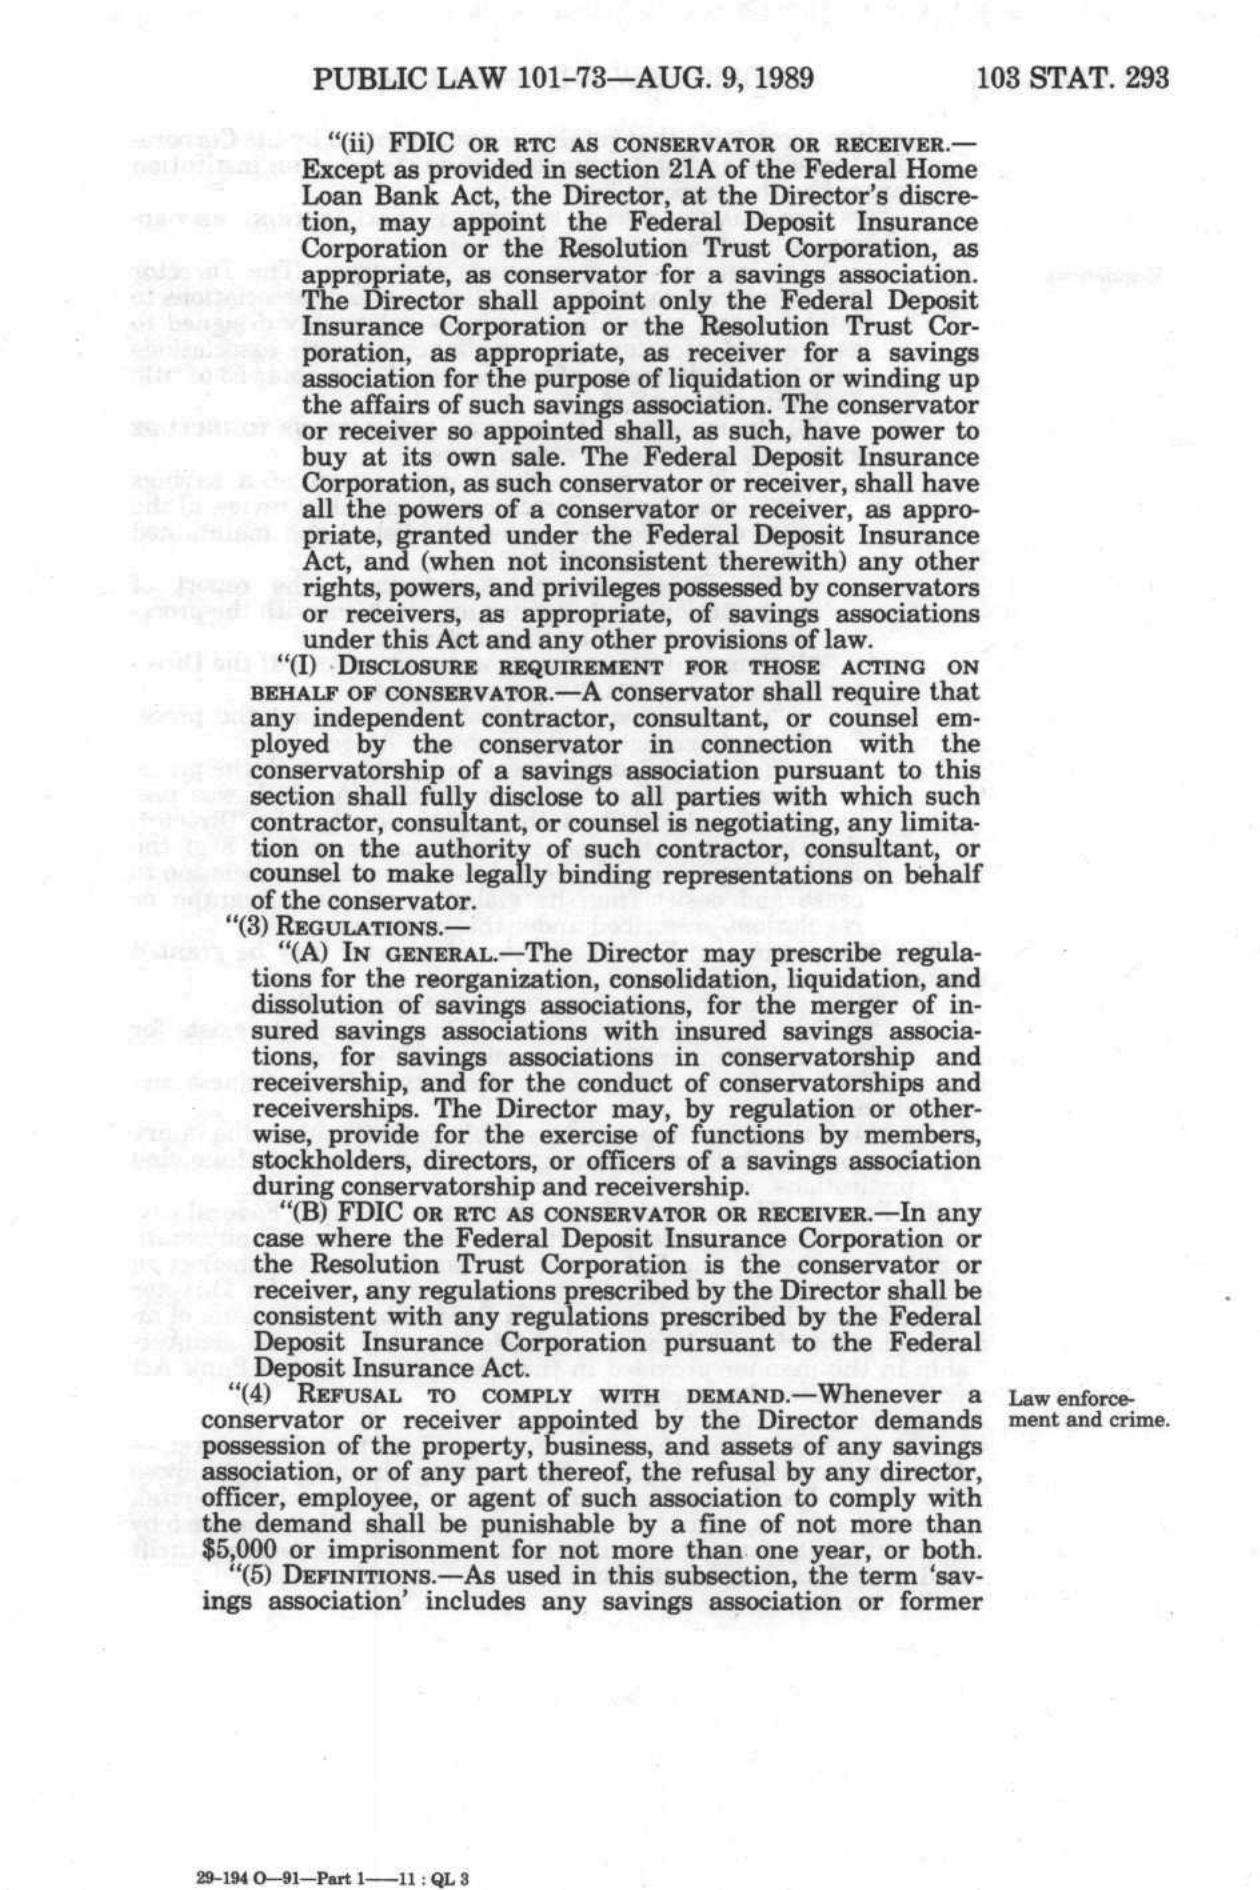 PUBLIC LAW 101-73—AUG. 9, 1989 103 STAT. 293
"(ii) FDIC OR RTC AS CONSERVATOR OR RECEIVER.—
Except as provided in section 21A of the Federal Home
Loan Bank Act, the Director, at the Director's discre-
tion, may appoint the Federal Deposit Insurance
Corporation or the Resolution Trust Corporation, as
appropriate, as conservator for a savings association.
The Director shall appoint only the Federal Deposit
Insurance Corporation or the Resolution Trust Cor-
poration, as appropriate, as receiver for a savings
association for the purpose of liquidation or winding up
the affairs of such savings association. The conservator
or receiver so appointed shall, as such, have power to
buy at its own sale. The Federal Deposit Insurance
Corporation, as such conservator or receiver, shall have
all the powers of a conservator or receiver, as appro-
priate, granted under the Federal Deposit Insurance
Act, and (when not inconsistent therewith) any other
rights, powers, and privileges possessed by conservators
or receivers, as appropriate, of savings associations
under this Act and any other provisions of law.
"(I) DISCLOSURE REQUIREMENT FOR THOSE ACTING ON
BEHALF OF CONSERVATOR.—A conservator shall require that
any independent contractor, consultant, or counsel em-
ployed by the conservator in connection with the
conservatorship of a savings association pursuant to this
section shall fully disclose to all parties with which such
contractor, consultant, or counsel is negotiating, any limita-
tion on the authority of such contractor, consultant, or
counsel to make legally binding representations on behalf
of the conservator.
"(3) REGULATIONS.—
"(A) IN GENERAL.—The Director may prescribe regula-
tions for the reorganization, consolidation, liquidation, and
dissolution of savings associations, for the merger of in-
sured savings associations with insured savings associa-
tions, for savings associations in conservatorship and
receivership, and for the conduct of conservatorships and
receiverships. The Director may, by regulation or other-
wise, provide for the exercise of functions by members,
stockholders, directors, or officers of a savings association
during conservatorship and receivership.
"(B) FDIC OR RTC AS CONSERVATOR OR RECEIVER.—In any
case where the Federal Deposit Insurance Corporation or
the Resolution Trust Corporation is the conservator or
receiver, any regulations prescribed by the Director shall be
consistent with any regulations prescribed by the Federal
Deposit Insurance Corporation pursuant to the Federal
Deposit Insurance Act.
"(4) REFUSAL TO COMPLY WITH DEMAND.—Whenever a
conservator or receiver appointed by the Director demands
possession of the property, business, and assets of any savings
association, or of any part thereof, the refusal by any director,
officer, employee, or agent of such association to comply with
the demand shall be punishable by a fine of not more than
$5,000 or imprisonment for not more than one year, or both.
"(5) DEFINITIONS.—As used in this subsection, the term 'sav-
ings association' includes any savings association or former
Law enforce-
ment and crime.
29-194 O—91—Part 1——11 : QL 3